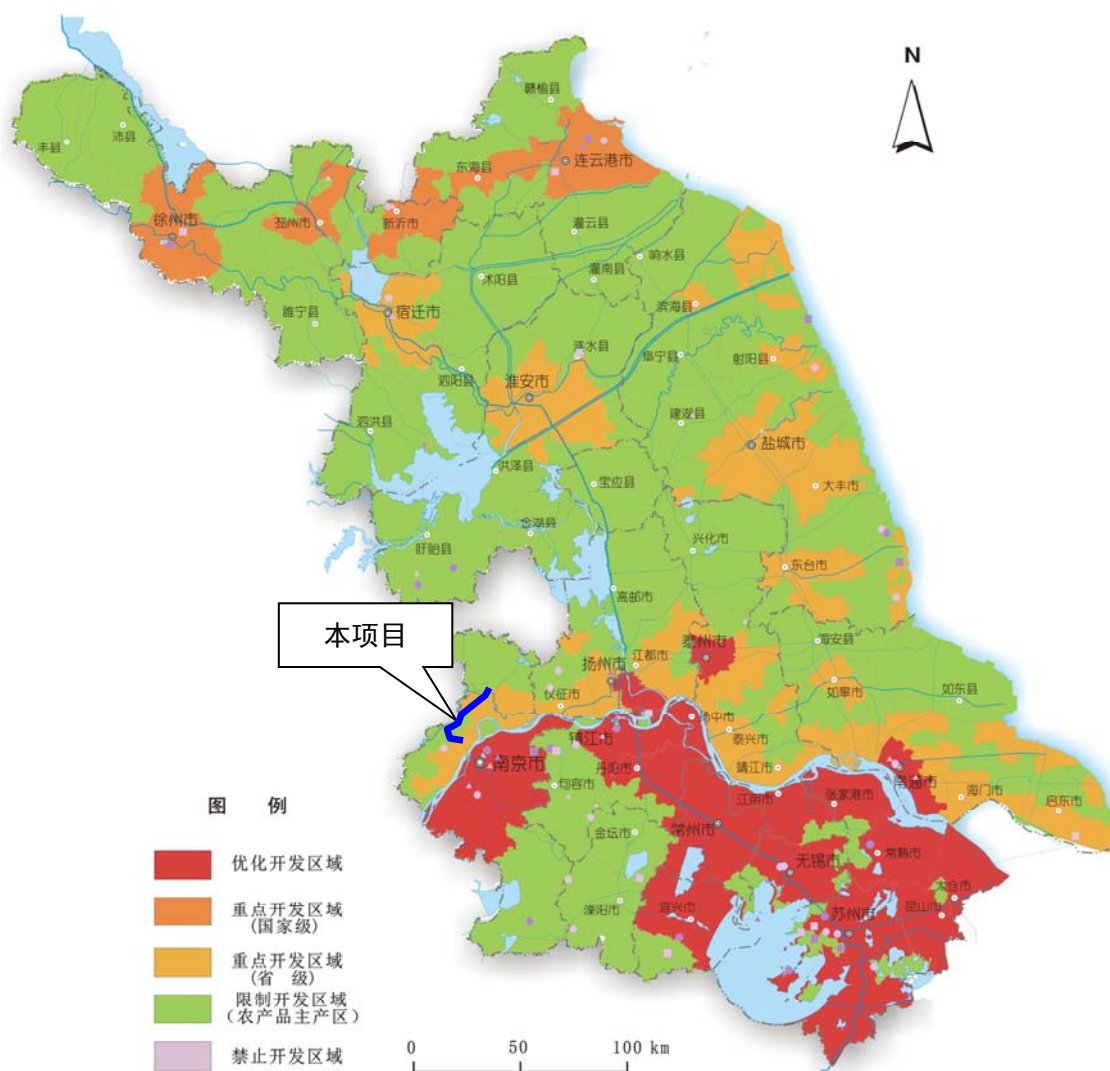 N
赣榆县
沛县
丰县
连云港市
东海县
徐州市
邳州市
新沂市
灌云县
响水县
沭阳县
灌南县
滨海县
睢宁县
宿迁市
涟水县
阜宁县
射阳县
泗阳县
淮安市
泗洪县
建湖县
盐城市
洪泽县
宝应县
大丰市
金湖县
盱眙县
兴化市
东台市
高邮市
本项目
海安县
泰州市
江都市
扬州市
仪征市
如皋市
如东县
扬中市
泰兴市
镇江市
南京市
丹阳市
靖江市
南通市
句容市
江阴市
张家港市
海门市
启东市
图 例
金坛市
常州市
无锡市
常熟市
优化开发区域
太仓市
溧阳市
宜兴市
苏州市
昆山市
重点开发区域
(国家级)
重点开发区域
(省 级)
限制开发区域
(农产品主产区)
禁止开发区域
0 50 100 km